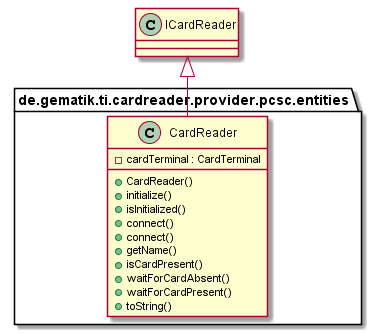 C ICardReader
de.gematik.ti.cardreader.provider.pcsc.entities
C CardReader
cardTerminal : CardTerminal
CardReader()
initialize()
isInitialized()
connect()
connect()
getName()
isCardPresent()
waitForCardAbsent()
waitForCardPresent()
toString()